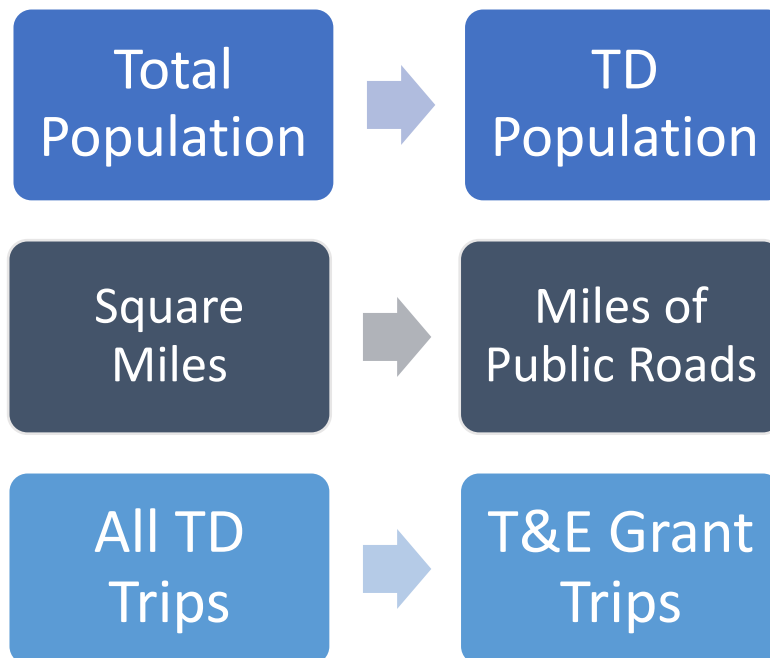 Total
Population
TD
Population
Square
Miles
Miles of
Public Roads
All TD
Trips
T&E Grant
Trips